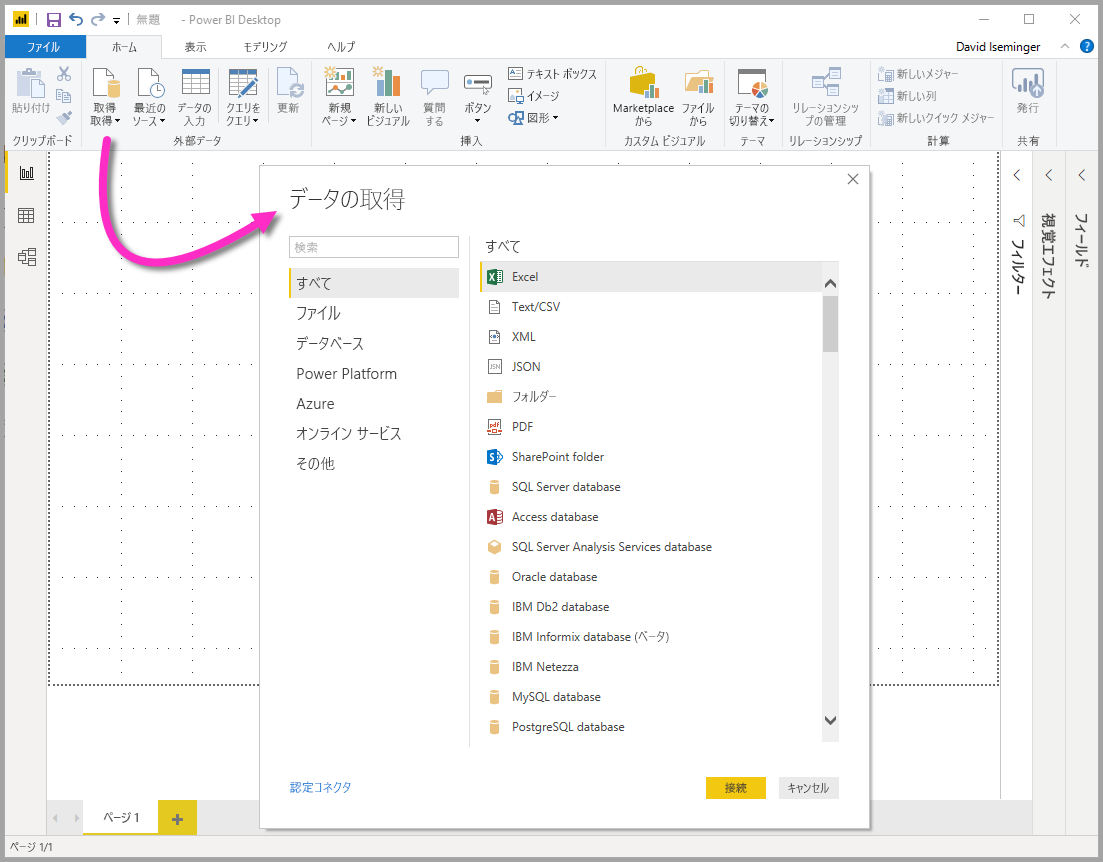 無題 - Power BI Desktop
ファイル ホーム 表示 モデリング ヘルプ David Iseminger ?
貼り付け
クリップボード
取得
取得
最近の
ソース
データの
入力
クエリを
クエリ
更新
外部データ
新規
ページ
新しい
ビジュアル
質問
する
ボタン
テキスト ボックス
イメージ
図形
挿入
Marketplace
から
ファイル
から
カスタム ビジュアル
テーマの
切り替え
テーマ
リレーションシッ
プの管理
リレーションシップ
新しいメジャー
新しい列
新しいクイック メジャー
計算
発行
共有
データの取得
検索
すべて
ファイル
データベース
Power Platform
Azure
オンライン サービス
その他
すべて
Excel
Text/CSV
XML
JSON
フォルダー
PDF
SharePoint folder
SQL Server database
Access database
SQL Server Analysis Services database
Oracle database
IBM Db2 database
IBM Informix database (ベータ)
IBM Netezza
MySQL database
PostgreSQL database
認定コネクタ
接続
キャンセル
フィルター
視覚エフェクト
フィールド
ページ 1
ページ 1/1